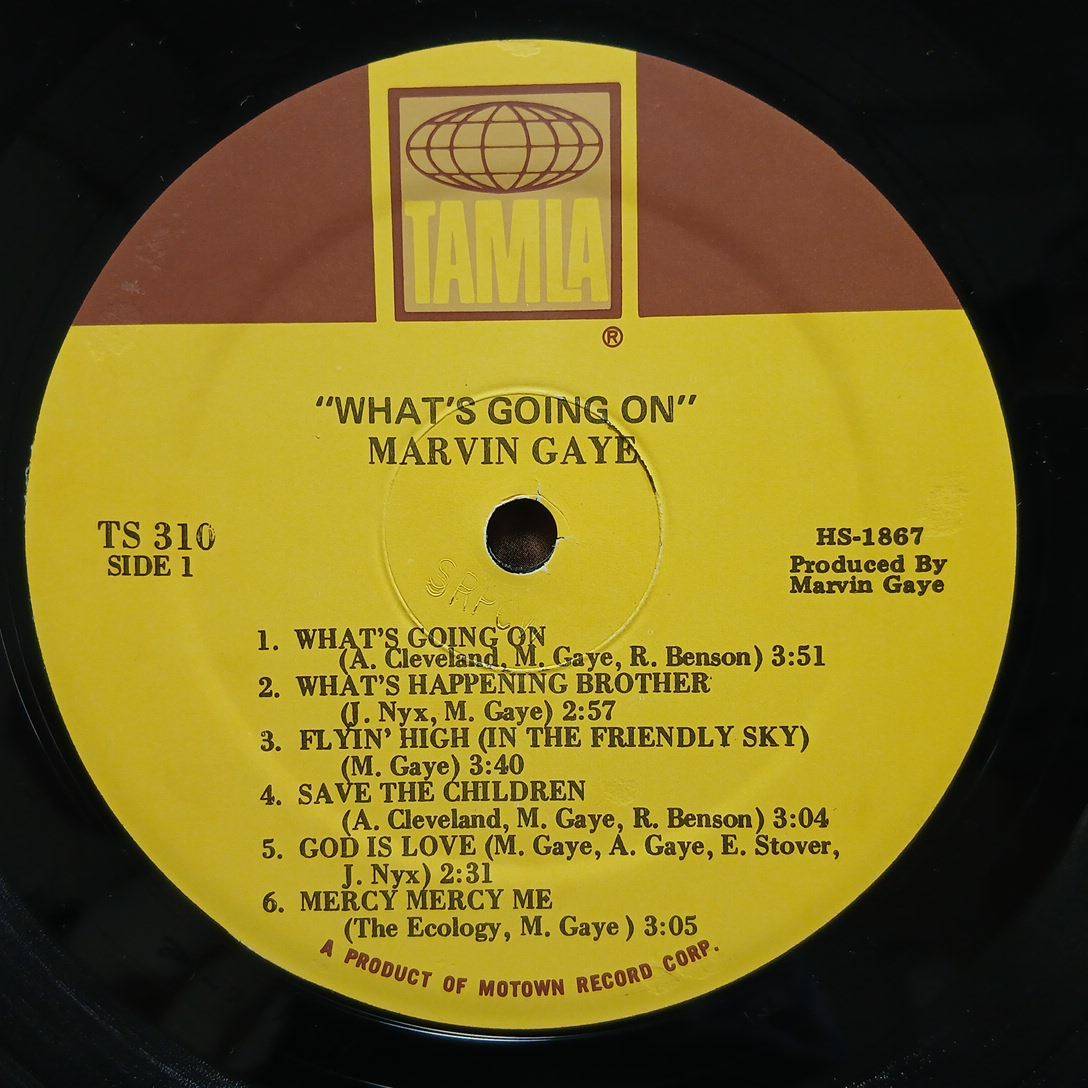 TAMLA
®
"WHAT'S GOING ON"
MARVIN GAYE
TS 310
SIDE 1
HS-1867
Produced By
Marvin Gaye
1. WHAT'S GOING ON
(A. Cleveland, M. Gaye, R. Benson) 3:51
2. WHAT'S HAPPENING BROTHER
(J. Nyx, M. Gaye) 2:57
3. FLYIN' HIGH (IN THE FRIENDLY SKY)
(M. Gaye) 3:40
4. SAVE THE CHILDREN
(A. Cleveland, M. Gaye, R. Benson) 3:04
5. GOD IS LOVE (M. Gaye, A. Gaye, E. Stover,
J. Nyx) 2:31
6. MERCY MERCY ME
(The Ecology, M. Gaye ) 3:05
A PRODUCT OF MOTOWN RECORD CORP.